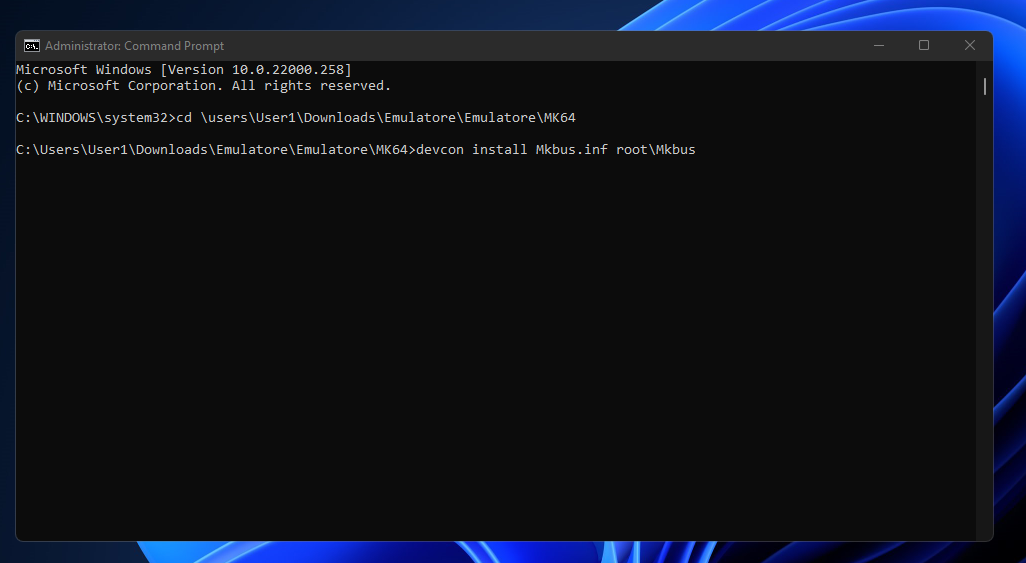 Administrator: Command Prompt
Microsoft Windows [Version 10.0.22000.258]
(c) Microsoft Corporation. All rights reserved.
C:\WINDOWS\system32>cd \users\User1\Downloads\Emulatore\Emulatore\MK64
C:\Users\User1\Downloads\Emulatore\Emulatore\MK64>devcon install Mkbus.inf root\Mkbus